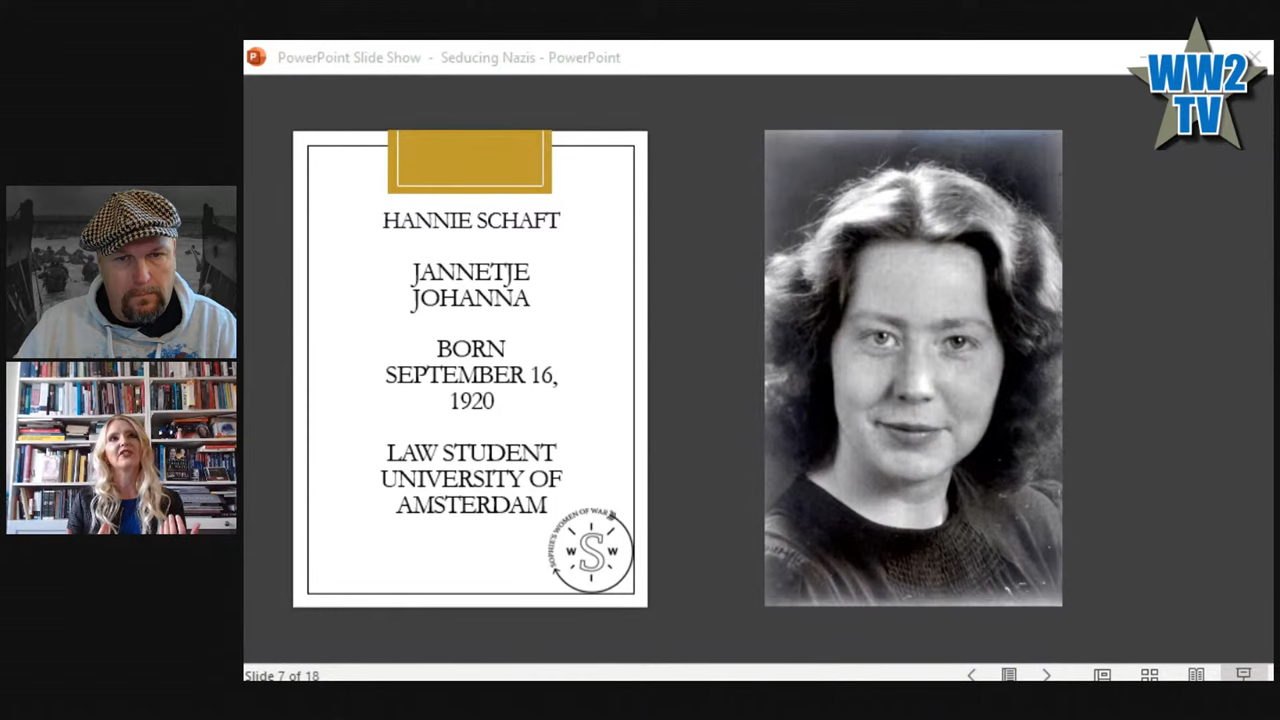 PowerPoint Slide Show - Seducing Nazis - PowerPoint
WW2
TV
HANNIE SCHAFT
JANNETJE
JOHANNA
BORN
SEPTEMBER 16,
1920
LAW STUDENT
UNIVERSITY OF
AMSTERDAM
SOPHIE'S WOMEN OF WAR
W S W
Slide 7 of 18